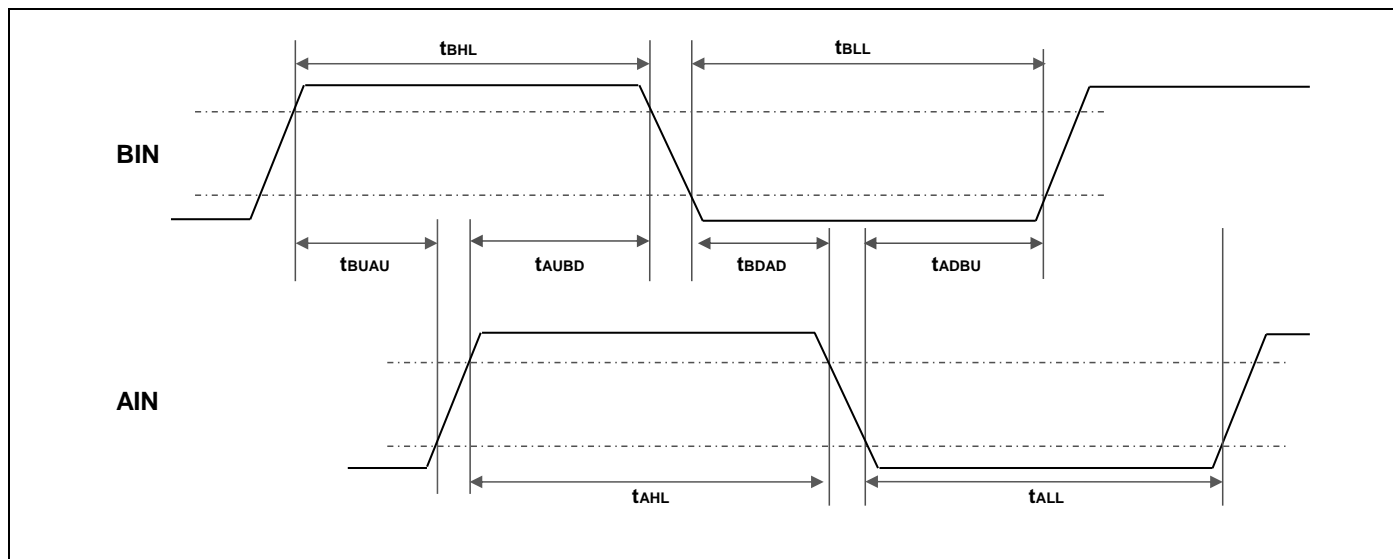 tBHL
tBLL
BIN
tBUAU
tAUBD
tBDAD
tADBU
AIN
tAHL
tALL